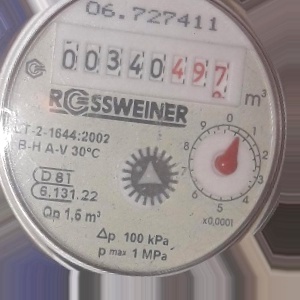 06.727411
00340497
m³
ROSSWEINER
LT-2-1644:2002
B-H A-V 30°C
D 81
6.131.22
Qp 1,5 m³
Δp 100 kPa
p max 1 MPa
0
1
2
3
4
5
6
7
8
9
x0,0001